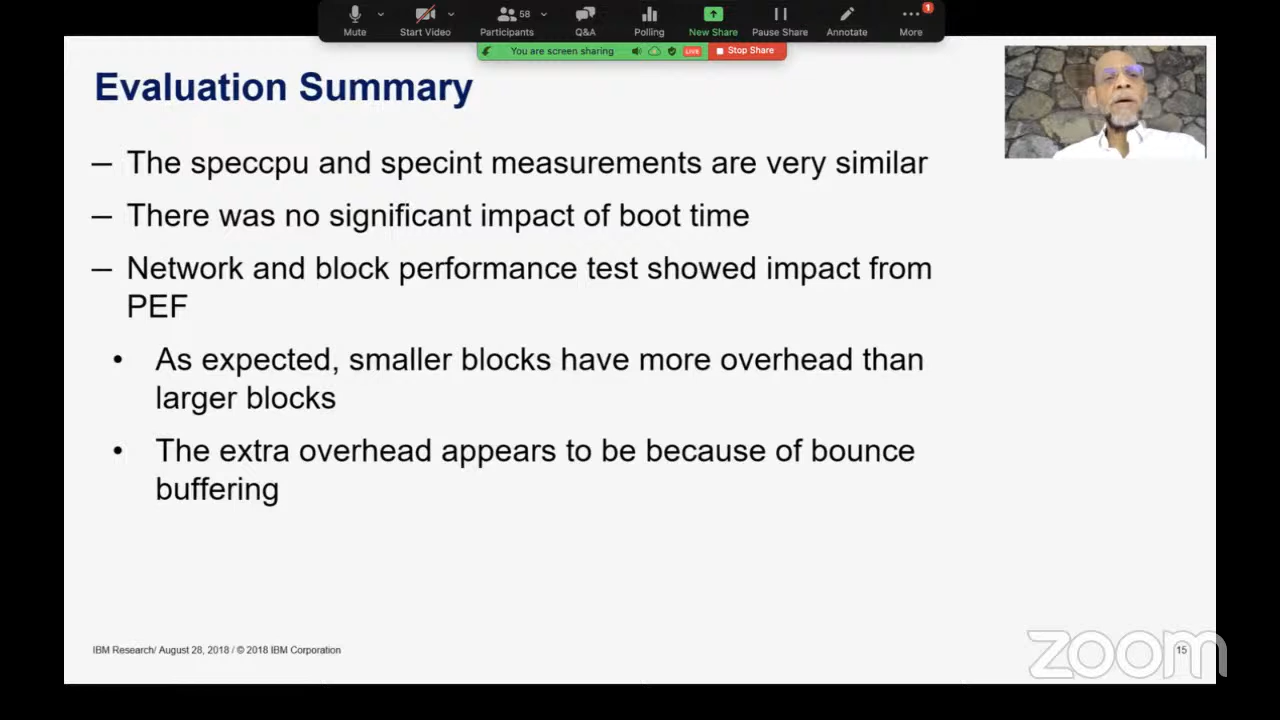 58
1
Mute
Start Video
Participants
Q&A
Polling
New Share
Pause Share
Annotate
More
You are screen sharing
LIVE
Stop Share
Evaluation Summary
– The speccpu and specint measurements are very similar
– There was no significant impact of boot time
– Network and block performance test showed impact from
PEF
• As expected, smaller blocks have more overhead than
larger blocks
• The extra overhead appears to be because of bounce
buffering
IBM Research/ August 28, 2018 / © 2018 IBM Corporation
zoom
15